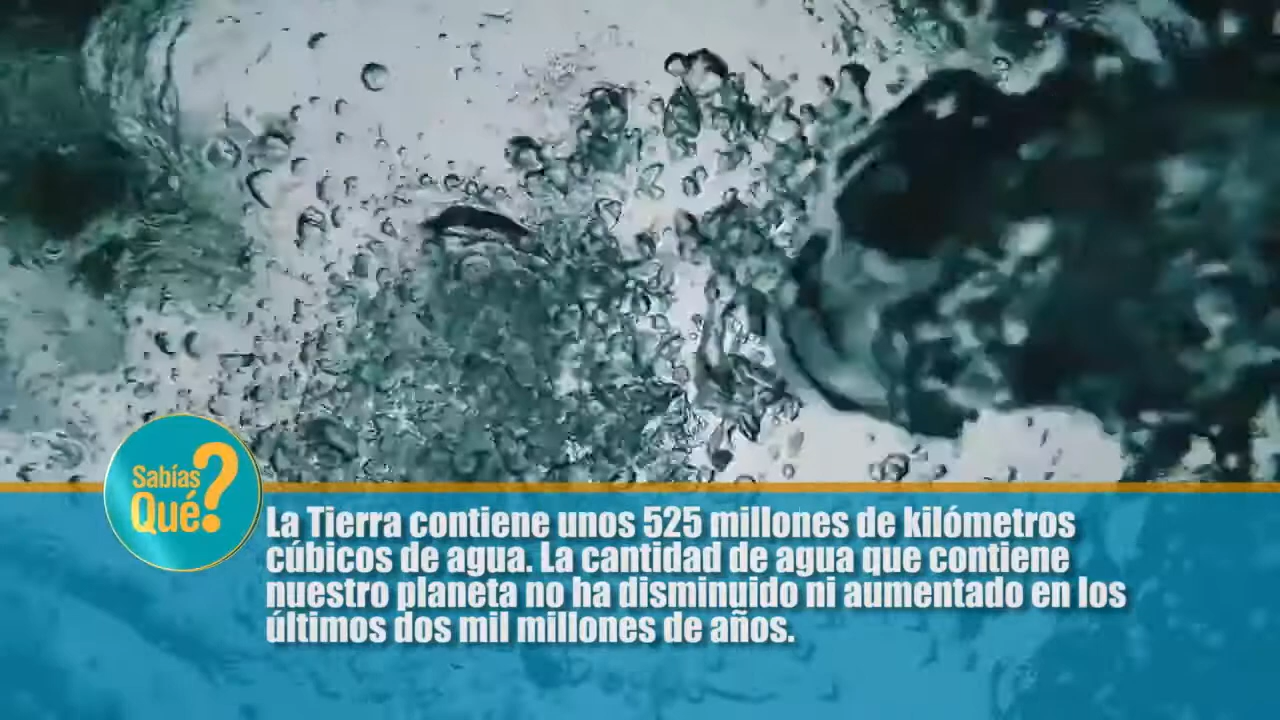 Sabías
Qué?
La Tierra contiene unos 525 millones de kilómetros
cúbicos de agua. La cantidad de agua que contiene
nuestro planeta no ha disminuido ni aumentado en los
últimos dos mil millones de años.